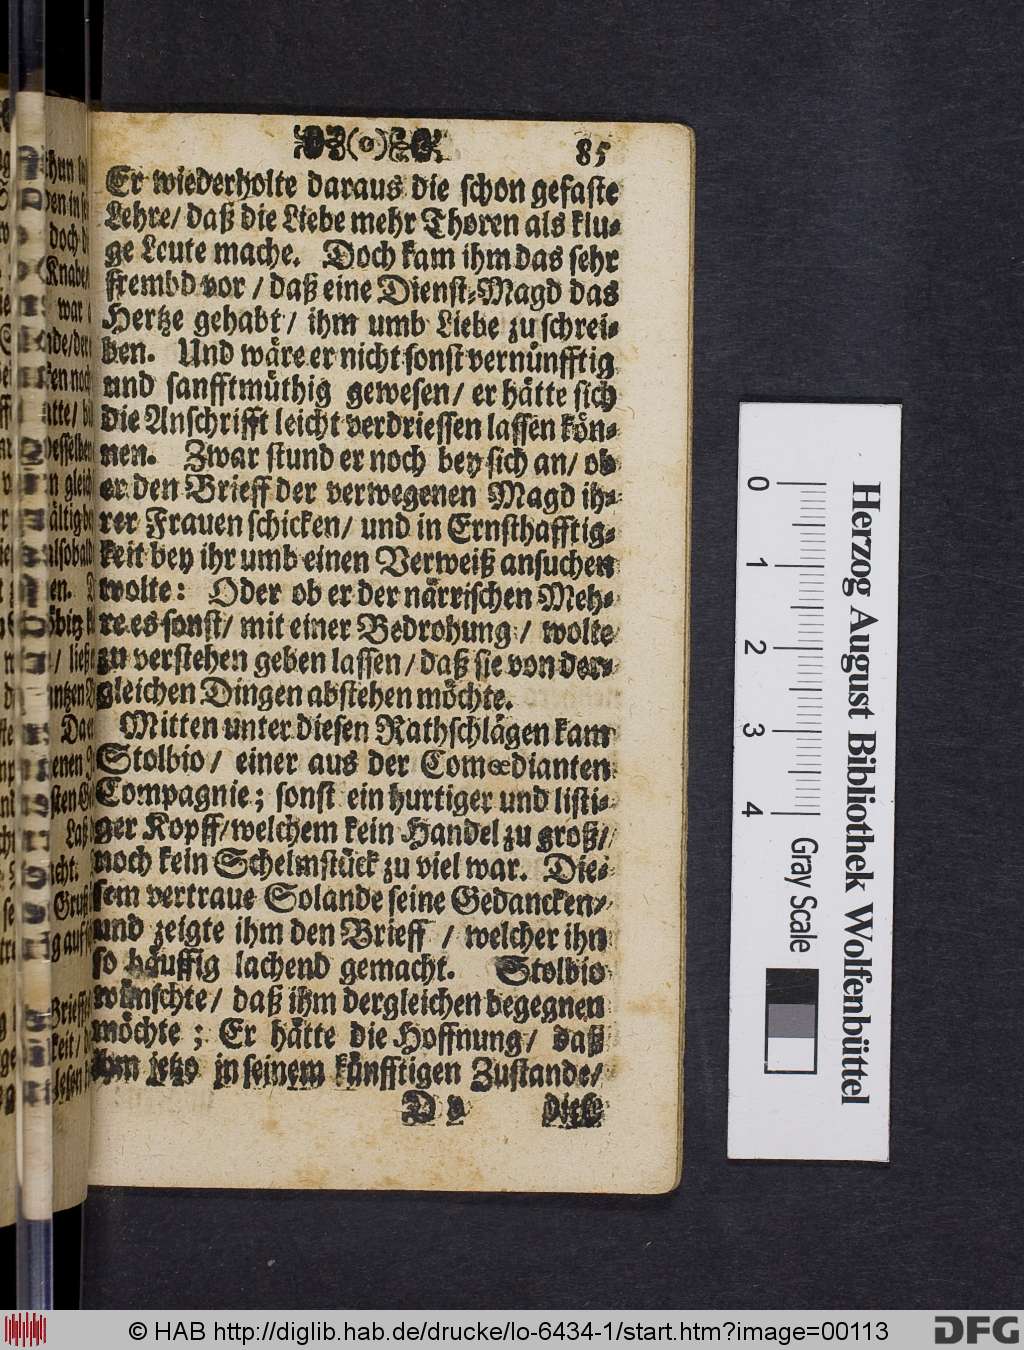 (o) 85
Er wiederholte daraus die schon gefaste
Lehre/ daß die Liebe mehr Thoren als klu-
ge Leute mache. Doch kam ihm das sehr
frembd vor / daß eine Dienst-Magd das
Hertze gehabt/ ihm umb Liebe zu schrei-
ben. Und wäre er nicht sonst vernünfftig
und sanfftmüthig gewesen/ er hätte sich
die Anschrifft leicht verdriessen lassen kön-
nen. Zwar stund er noch bey sich an/ ob
er den Brieff der verwegenen Magd ih-
rer Frauen schicken/ und in Ernsthafftig-
keit bey ihr umb einen Verweiß ansuchen
wolte: Oder ob er der närrischen Meh-
re es sonst/ mit einer Bedrohung / wolte
zu verstehen geben lassen/ daß sie von der-
gleichen Dingen abstehen möchte.
Mitten unter diesen Rathschlägen kam
Stolbio/ einer aus der Comœdianten
Compagnie; sonst ein hurtiger und listi-
ger Kopff/ welchem kein Handel zu groß/
noch kein Schelmstück zu viel war. Die-
sem vertraue Solande seine Gedancken/
und zeigte ihm den Brieff / welcher ihn
so häuffig lachend gemacht. Stolbio
wünschte/ daß ihm dergleichen begegnen
möchte ; Er hätte die Hoffnung/ daß
ihm jetzo in seinem künfftigen Zustande/
diese
0 1 2 3 4
Herzog August Bibliothek Wolfenbüttel
Gray Scale
© HAB http://diglib.hab.de/drucke/lo-6434-1/start.htm?image=00113
DFG